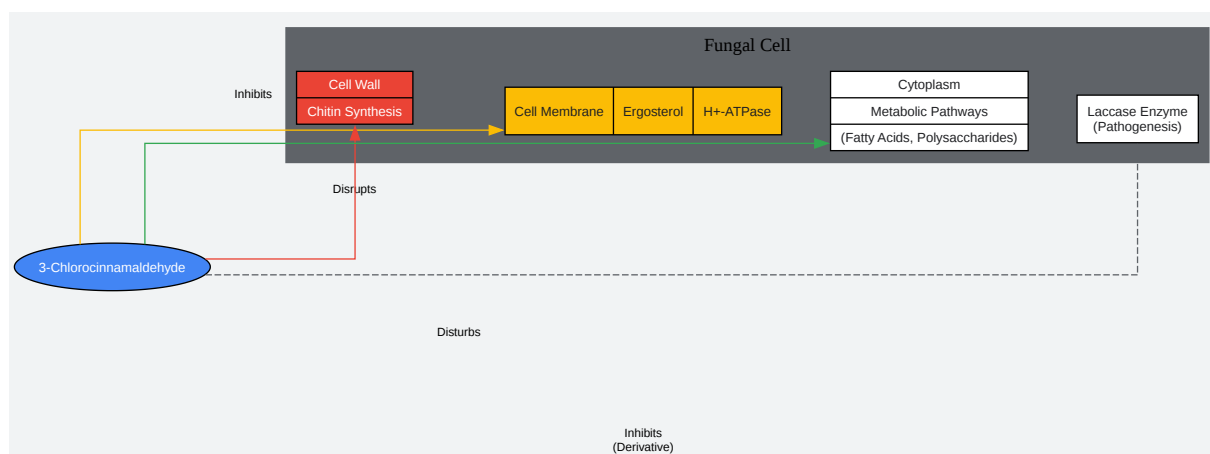 Fungal Cell
Inhibits
Cell Wall
Chitin Synthesis
Cell Membrane
Ergosterol
H+-ATPase
Cytoplasm
Metabolic Pathways
(Fatty Acids, Polysaccharides)
Laccase Enzyme
(Pathogenesis)
Disrupts
3-Chlorocinnamaldehyde
Disturbs
Inhibits
(Derivative)